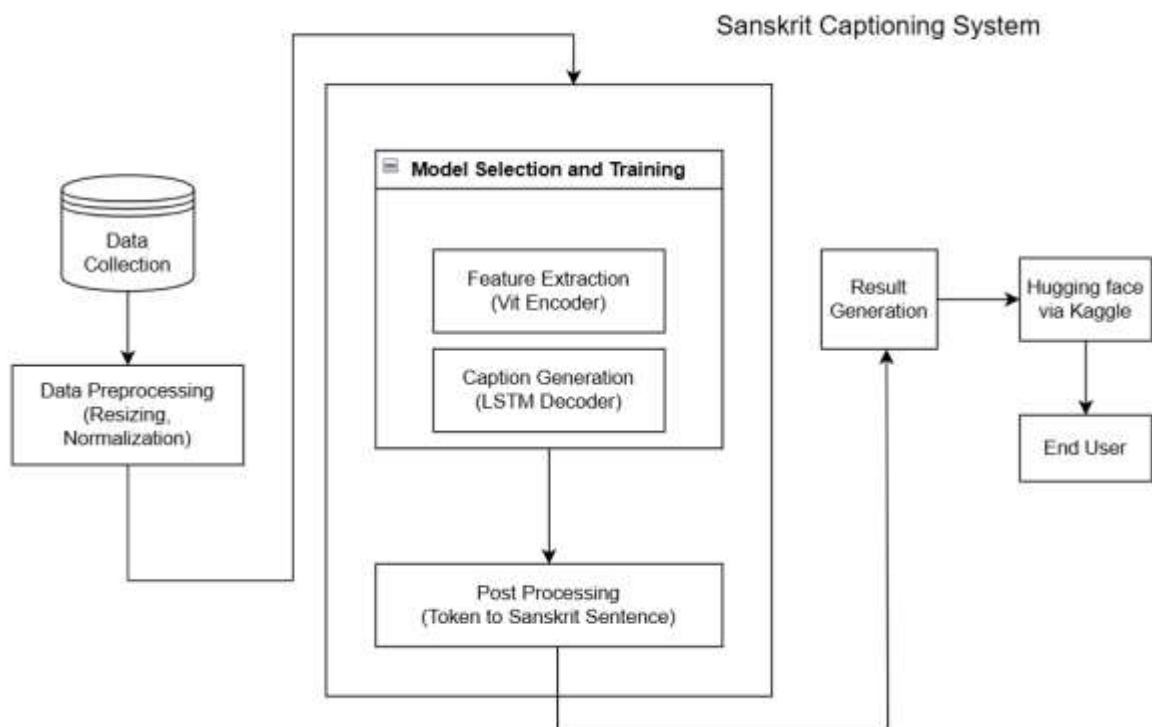 Sanskrit Captioning System
Data
Collection
Data Preprocessing
(Resizing,
Normalization)
Model Selection and Training
Feature Extraction
(Vit Encoder)
Caption Generation
(LSTM Decoder)
Post Processing
(Token to Sanskrit Sentence)
Result
Generation
Hugging face
via Kaggle
End User